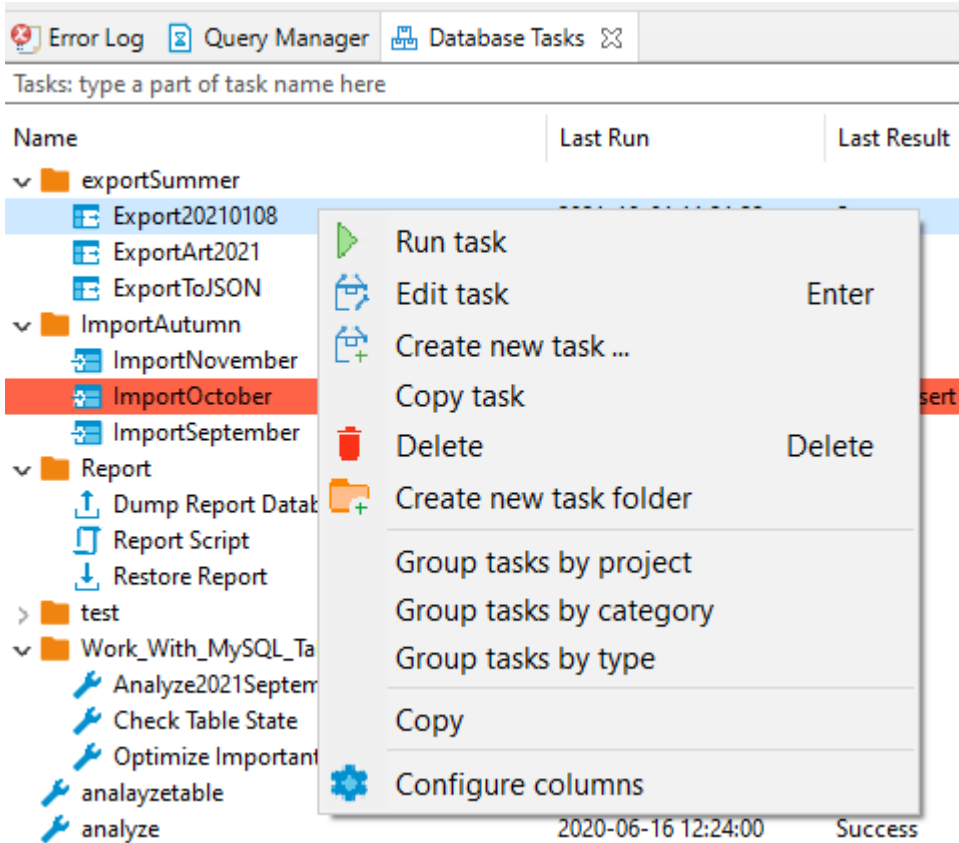 Error Log Query Manager Database Tasks
Tasks: type a part of task name here
Name Last Run Last Result
exportSummer
Export20210108
ExportArt2021
ExportToJSON
ImportAutumn
ImportNovember
ImportOctober sert
ImportSeptember
Report
Dump Report Datab
Report Script
Restore Report
test
Work_With_MySQL_Ta
Analyze2021Septem
Check Table State
Optimize Important
analayzetable
analyze 2020-06-16 12:24:00 Success
Run task
Edit task Enter
Create new task ...
Copy task
Delete Delete
Create new task folder
Group tasks by project
Group tasks by category
Group tasks by type
Copy
Configure columns